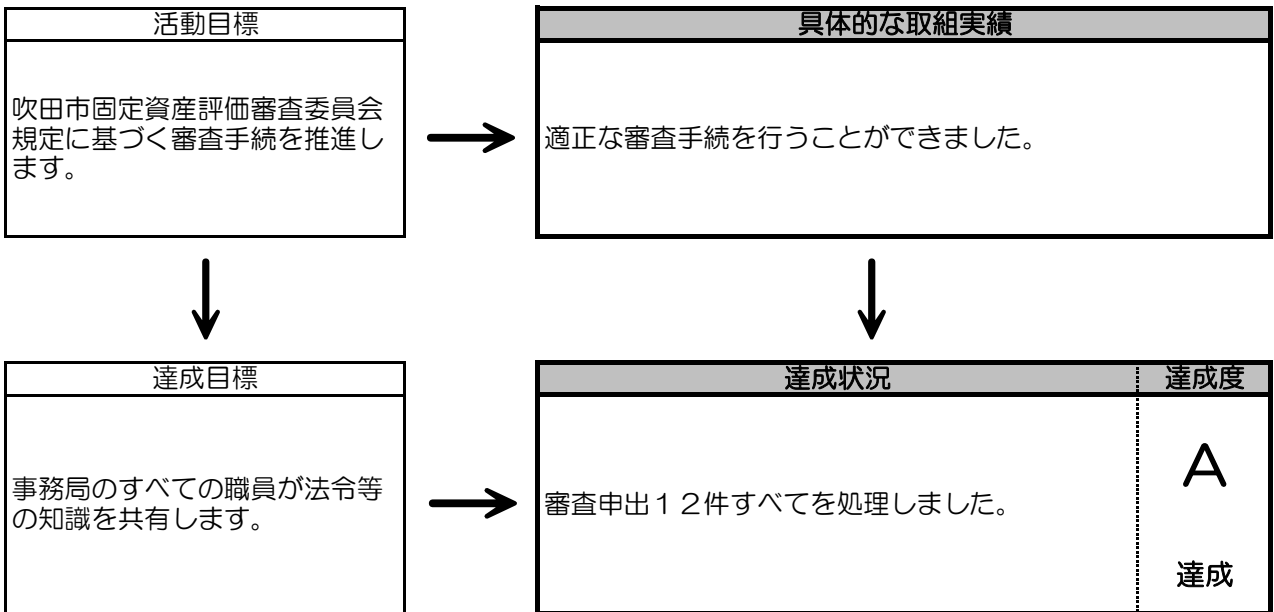 活動目標
吹田市固定資産評価審査委員会
規定に基づく審査手続を推進し
ます。
具体的な取組実績
適正な審査手続を行うことができました。
達成目標
事務局のすべての職員が法令等
の知識を共有します。
達成状況
達成度
審査申出12件すべてを処理しました。
A
達成